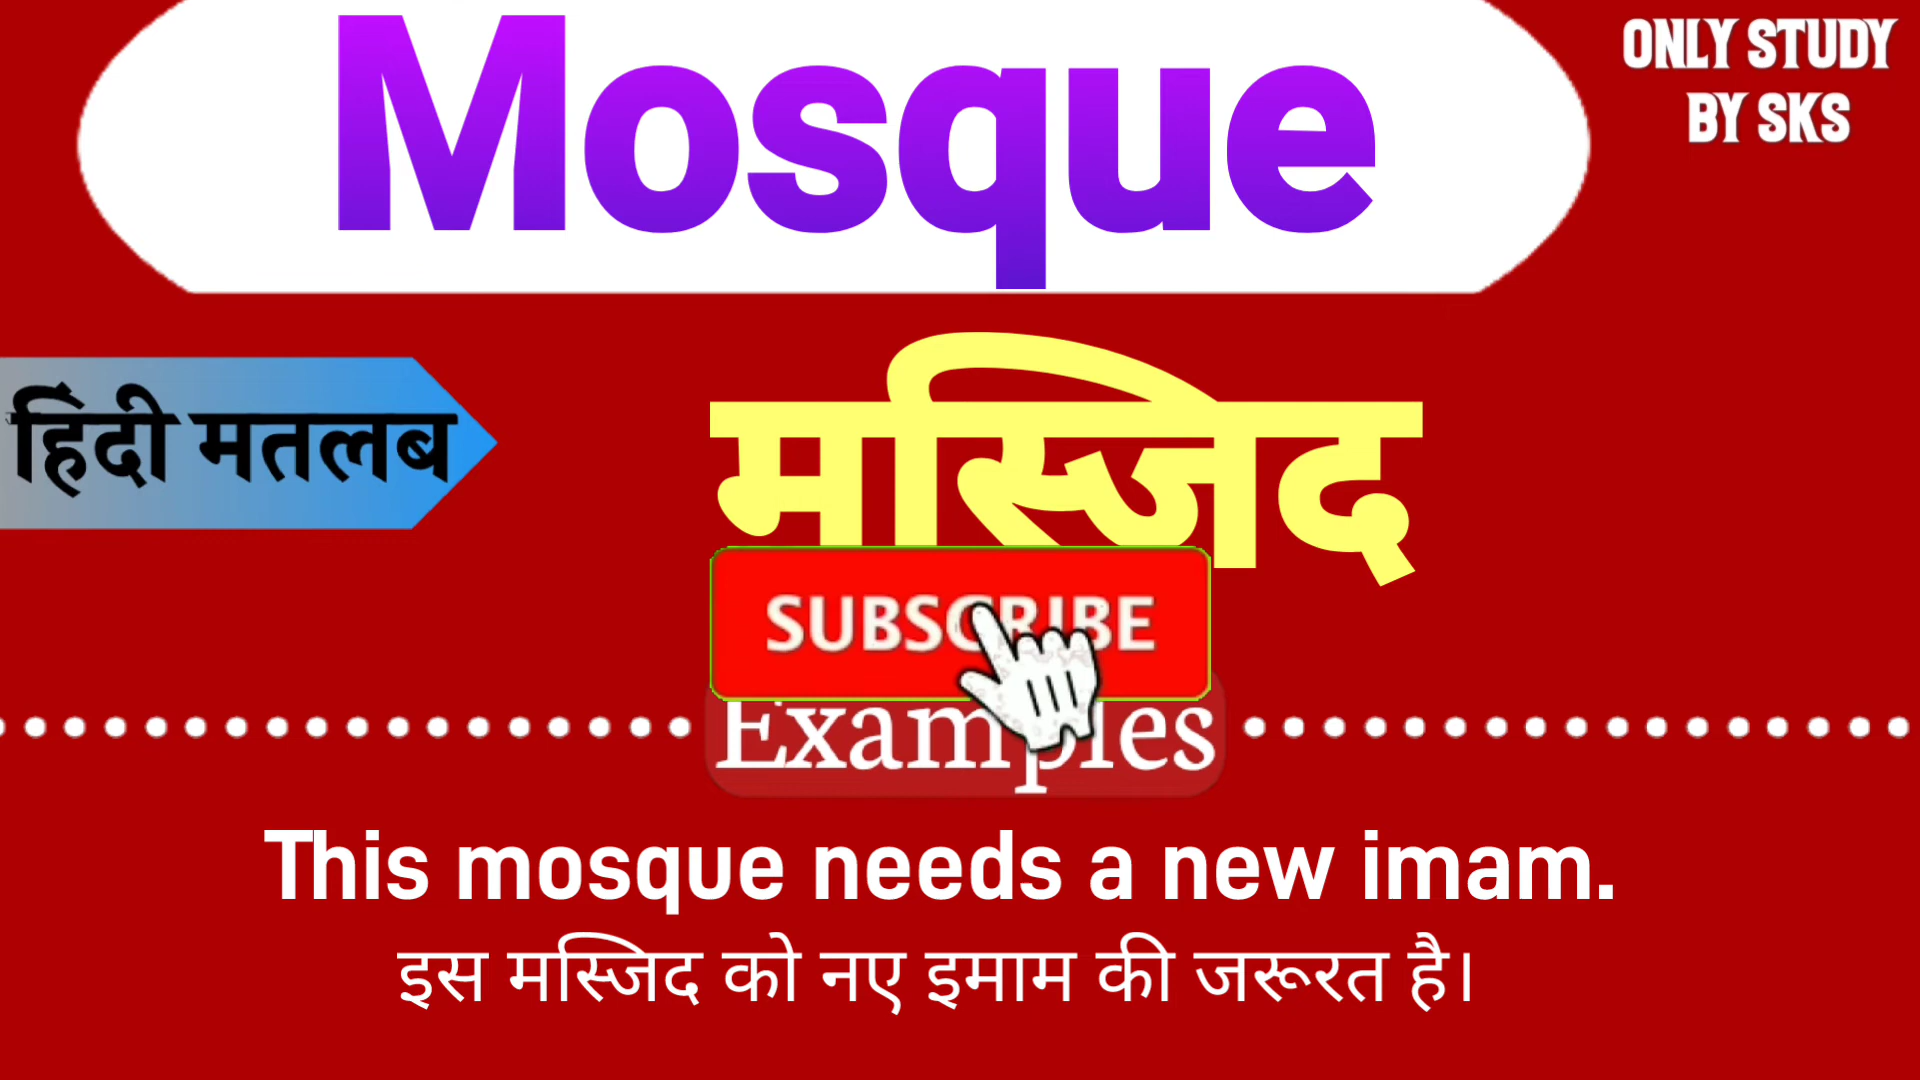 Mosque
ONLY STUDY
BY SKS
हिंदी मतलब
मस्जिद
SUBSCRIBE
Examples
This mosque needs a new imam.
इस मस्जिद को नए इमाम की जरूरत है।